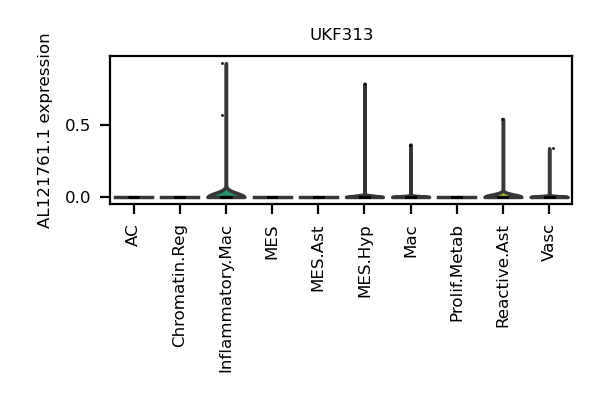 UKF313
AL121761.1 expression
0.5
0.0
AC
Chromatin.Reg
Inflammatory.Mac
MES
MES.Ast
MES.Hyp
Mac
Prolif.Metab
Reactive.Ast
Vasc